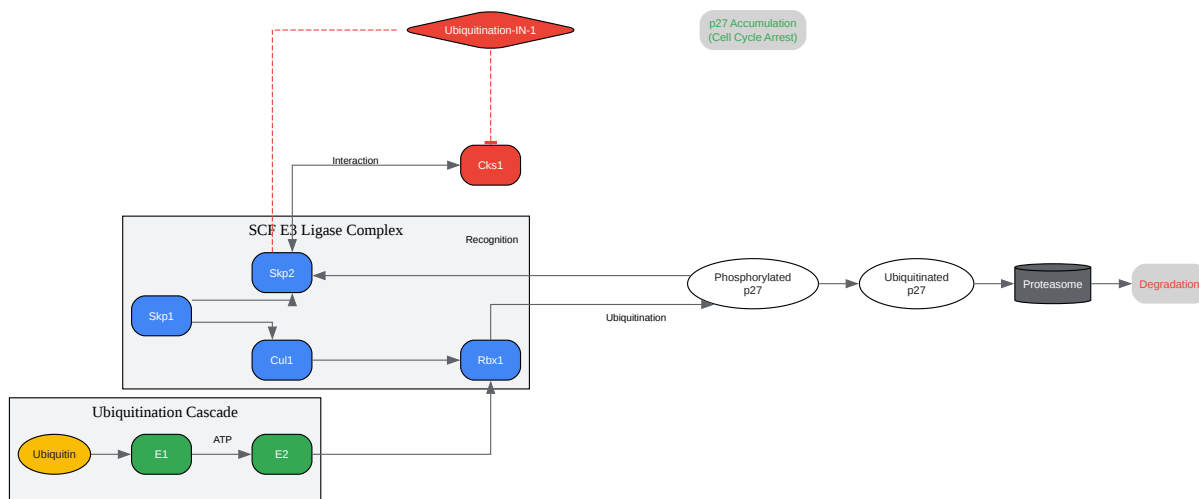 Ubiquitination-IN-1
p27 Accumulation
(Cell Cycle Arrest)
Interaction
Cks1
SCF E3 Ligase Complex
Recognition
Skp2
Phosphorylated
p27
Ubiquitinated
p27
Proteasome
Degradation
Skp1
Ubiquitination
Cul1
Rbx1
Ubiquitination Cascade
ATP
Ubiquitin
E1
E2